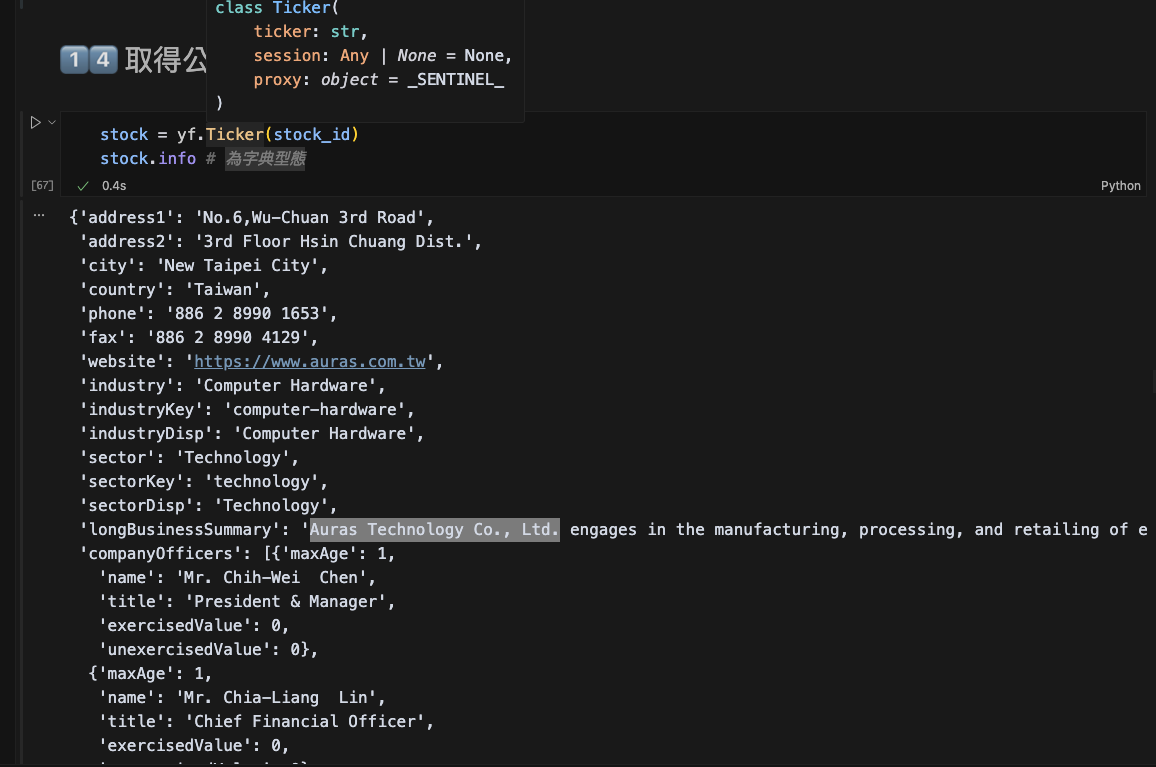 class Ticker(
ticker: str,
session: Any | None = None,
proxy: object = _SENTINEL_
)
14 取得公
stock = yf.Ticker(stock_id)
stock.info # 為字典型態
[67]
0.4s
Python
...
{'address1': 'No.6,Wu-Chuan 3rd Road',
'address2': '3rd Floor Hsin Chuang Dist.',
'city': 'New Taipei City',
'country': 'Taiwan',
'phone': '886 2 8990 1653',
'fax': '886 2 8990 4129',
'website': 'https://www.auras.com.tw',
'industry': 'Computer Hardware',
'industryKey': 'computer-hardware',
'industryDisp': 'Computer Hardware',
'sector': 'Technology',
'sectorKey': 'technology',
'sectorDisp': 'Technology',
'longBusinessSummary': 'Auras Technology Co., Ltd. engages in the manufacturing, processing, and retailing of e
'companyOfficers': [{'maxAge': 1,
'name': 'Mr. Chih-Wei  Chen',
'title': 'President & Manager',
'exercisedValue': 0,
'unexercisedValue': 0},
{'maxAge': 1,
'name': 'Mr. Chia-Liang  Lin',
'title': 'Chief Financial Officer',
'exercisedValue': 0,